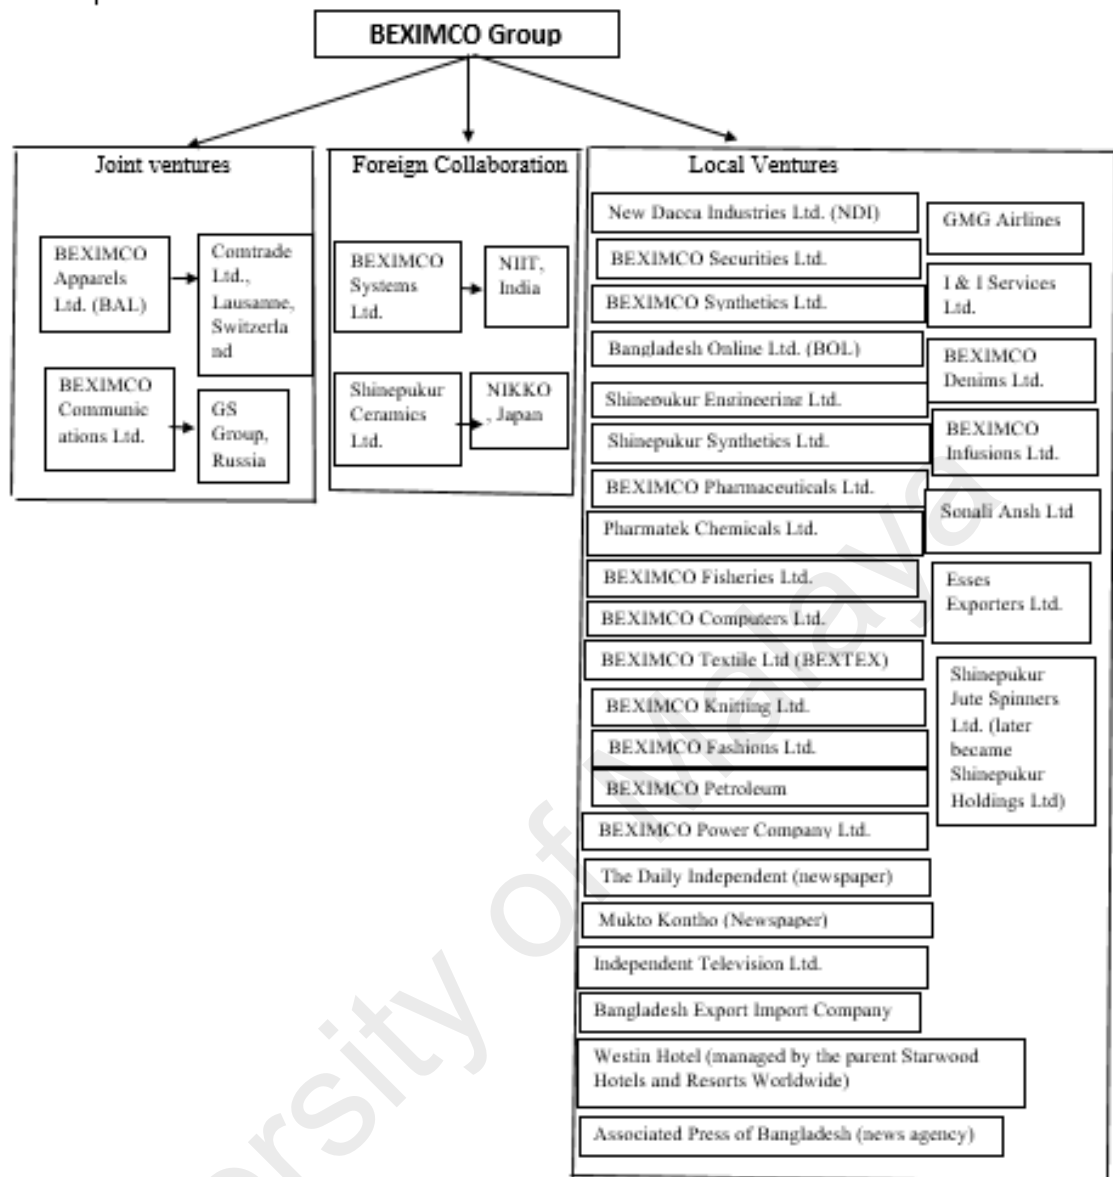 BEXIMCO Group
Joint ventures
BEXIMCO
Apparels
Ltd. (BAL)
Comtrade
Ltd.,
Lausanne,
Switzerla
nd
BEXIMCO
Communic
ations Ltd.
GS
Group,
Russia
Foreign Collaboration
BEXIMCO
Systems
Ltd.
NIIT,
India
Shinepukur
Ceramics
Ltd.
NIKKO
, Japan
Local Ventures
New Dacca Industries Ltd. (NDI)
BEXIMCO Securities Ltd.
BEXIMCO Synthetics Ltd.
Bangladesh Online Ltd. (BOL)
Shinepukur Engineering Ltd.
Shinepukur Synthetics Ltd.
BEXIMCO Pharmaceuticals Ltd.
Pharmatek Chemicals Ltd.
BEXIMCO Fisheries Ltd.
BEXIMCO Computers Ltd.
BEXIMCO Textile Ltd (BEXTEX)
BEXIMCO Knitting Ltd.
BEXIMCO Fashions Ltd.
BEXIMCO Petroleum
BEXIMCO Power Company Ltd.
The Daily Independent (newspaper)
Mukto Kontho (Newspaper)
Independent Television Ltd.
Bangladesh Export Import Company
Westin Hotel (managed by the parent Starwood
Hotels and Resorts Worldwide)
Associated Press of Bangladesh (news agency)
GMG Airlines
I & I Services
Ltd.
BEXIMCO
Denims Ltd.
BEXIMCO
Infusions Ltd.
Sonali Ansh Ltd
Esses
Exporters Ltd.
Shinepukur
Jute Spinners
Ltd. (later
became
Shinepukur
Holdings Ltd)
ersity of Malaya